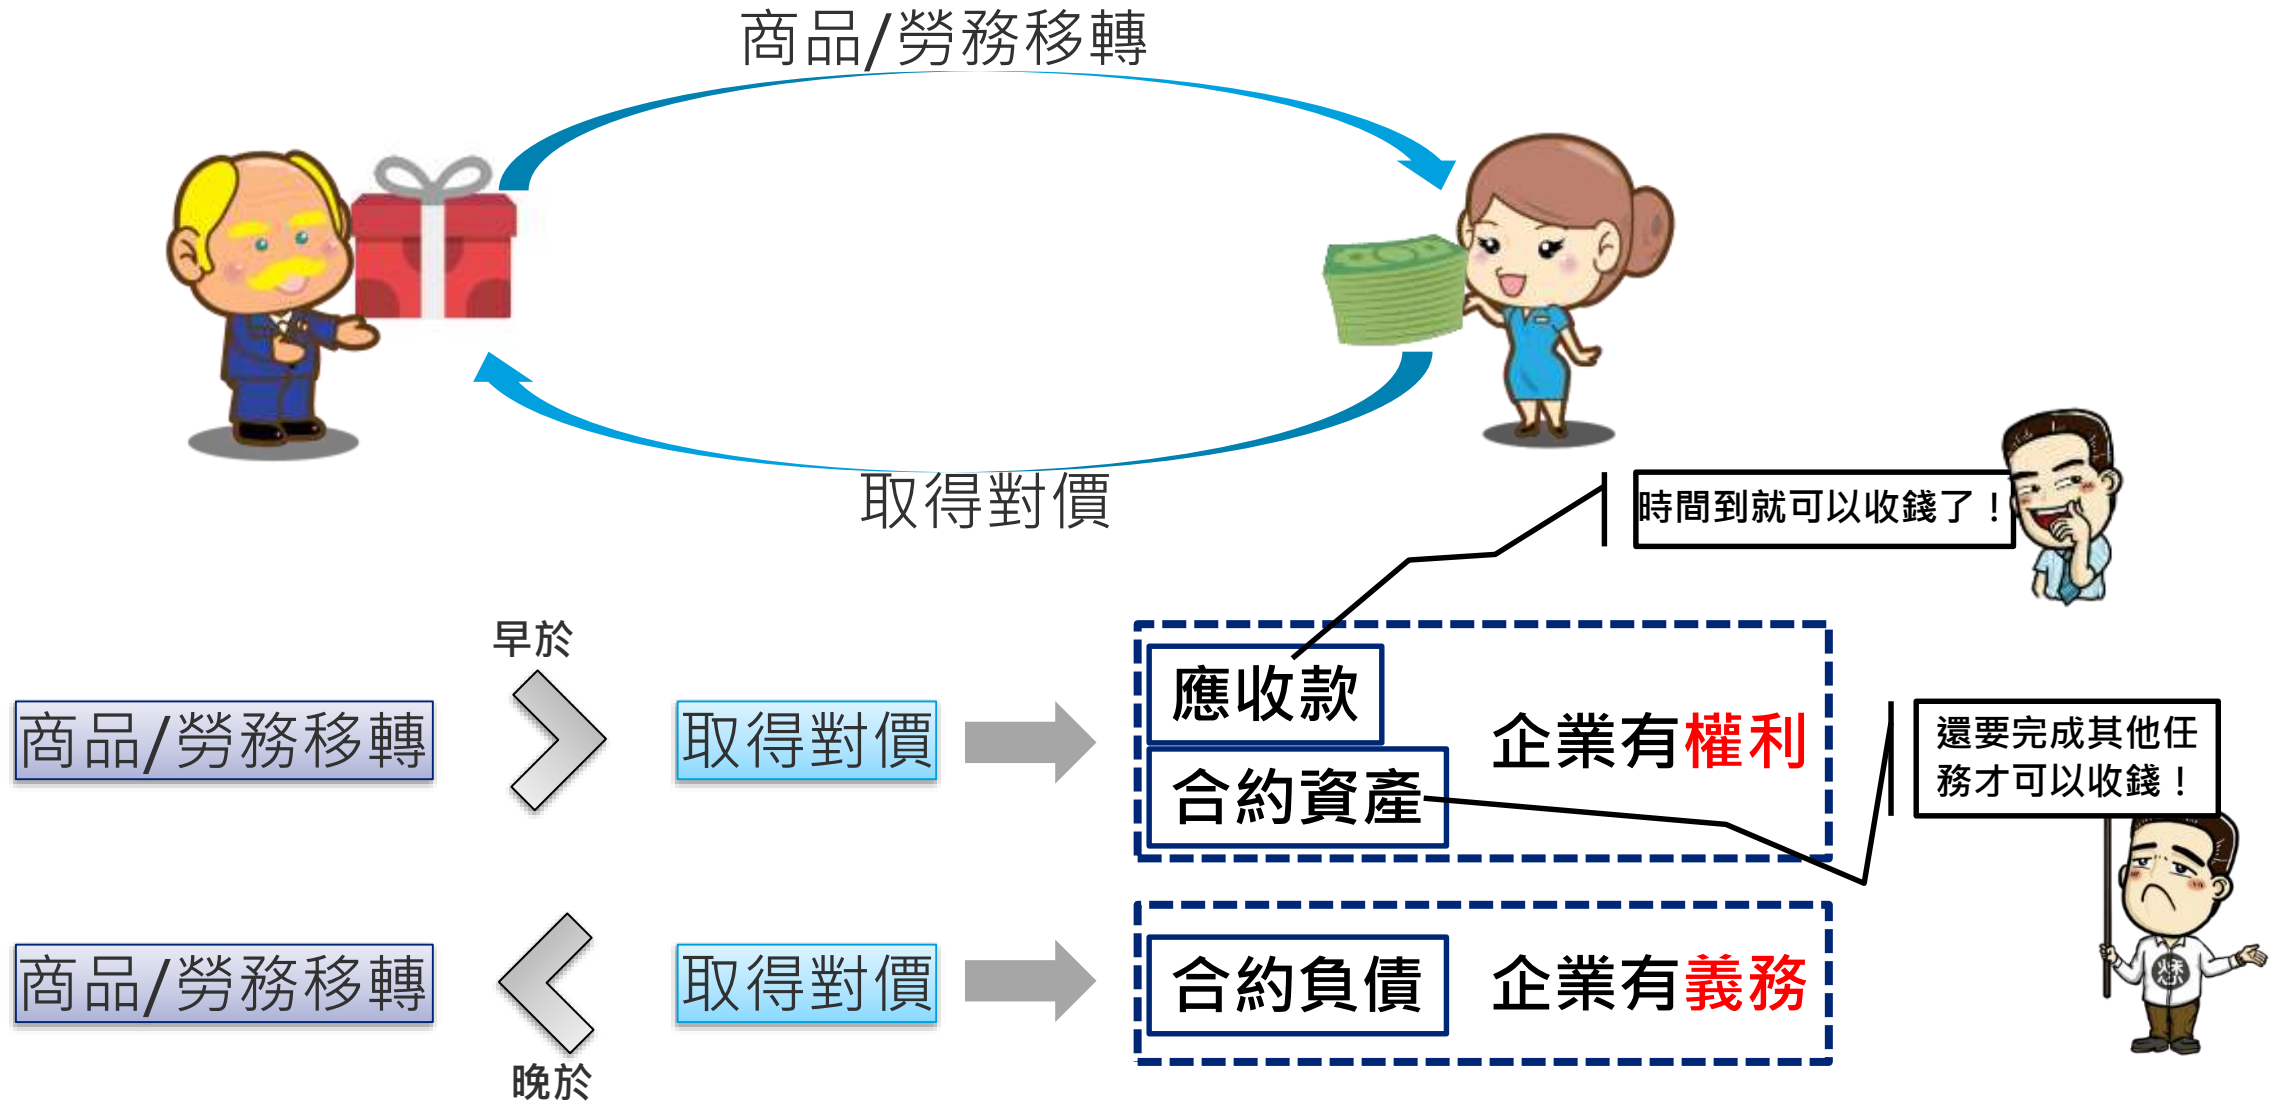 商品/勞務移轉
取得對價
時間到就可以收錢了！
早於
商品/勞務移轉
取得對價
應收款
合約資產
企業有權利
還要完成其他任
務才可以收錢！
商品/勞務移轉
取得對價
合約負債
企業有義務
晚於